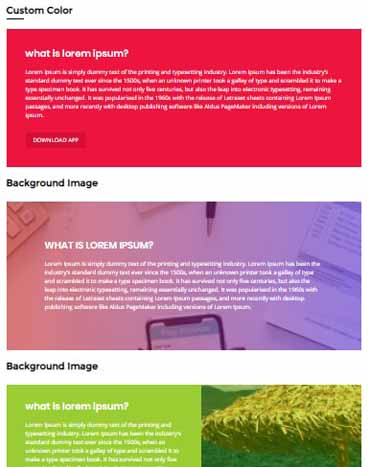 Custom Color
what is lorem ipsum?
Lorem Ipsum is simply dummy text of the printing and typesetting industry. Lorem Ipsum has been the industry's
standard dummy text ever since the 1500s, when an unknown printer took a galley of type and scrambled it to make a
type specimen book. It has survived not only five centuries, but also the leap into electronic typesetting, remaining
essentially unchanged. It was popularised in the 1960s with the release of Letraset sheets containing Lorem Ipsum
passages, and more recently with desktop publishing software like Aldus PageMaker including versions of Lorem
Ipsum.
DOWNLOAD APP
Background Image
WHAT IS LOREM IPSUM?
Lorem Ipsum is simply dummy text of the printing and typesetting industry. Lorem Ipsum has been the
industry's standard dummy text ever since the 1500s, when an unknown printer took a galley of type
and scrambled it to make a type specimen book. It has survived not only five centuries, but also the
leap into electronic typesetting, remaining essentially unchanged. It was popularised in the 1960s with
the release of Letraset sheets containing Lorem Ipsum passages, and more recently with desktop
publishing software like Aldus PageMaker including versions of Lorem Ipsum.
Background Image
what is lorem ipsum?
Lorem Ipsum is simply dummy text of the printing and
typesetting industry. Lorem Ipsum has been the industry's
standard dummy text ever since the 1500s, when an
unknown printer took a galley of type and scrambled it to
make a type specimen book. It has survived not only five